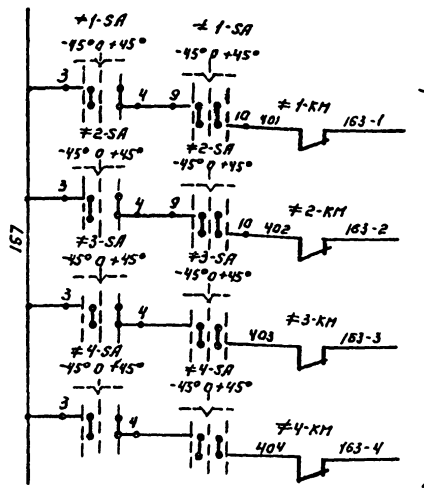 ≠1-SA ≠1-SA
-45° 0 +45° -45° 0 +45°
3 4 9 10 401 ≠1-KM 163-1
≠2-SA ≠2-SA
-45° 0 +45° -45° 0 +45°
3 4 9 10 402 ≠2-KM 163-2
167
≠3-SA ≠3-SA
-45° 0 +45° -45° 0 +45°
3 4 403 ≠3-KM 163-3
≠4-SA ≠4-SA
-45° 0 +45° -45° 0 +45°
3 4 404 ≠4-KM 163-4